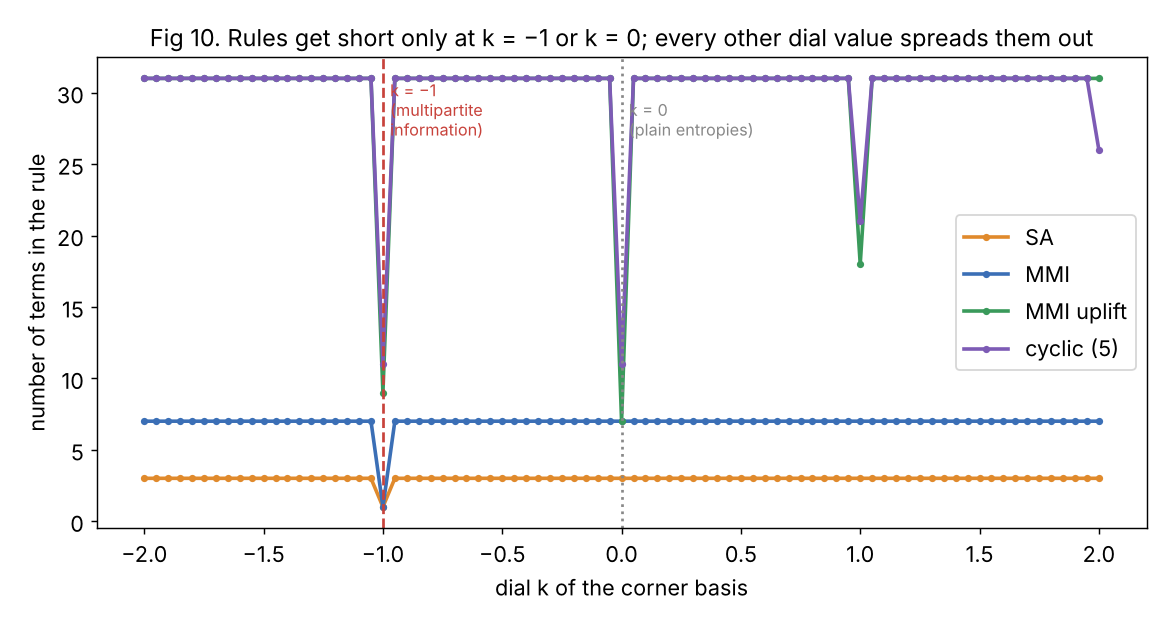 Fig 10. Rules get short only at k = −1 or k = 0; every other dial value spreads them out
number of terms in the rule
30
25
20
15
10
5
0
k = −1
(multipartite
information)
k = 0
(plain entropies)
SA
MMI
MMI uplift
cyclic (5)
−2.0 −1.5 −1.0 −0.5 0.0 0.5 1.0 1.5 2.0
dial k of the corner basis